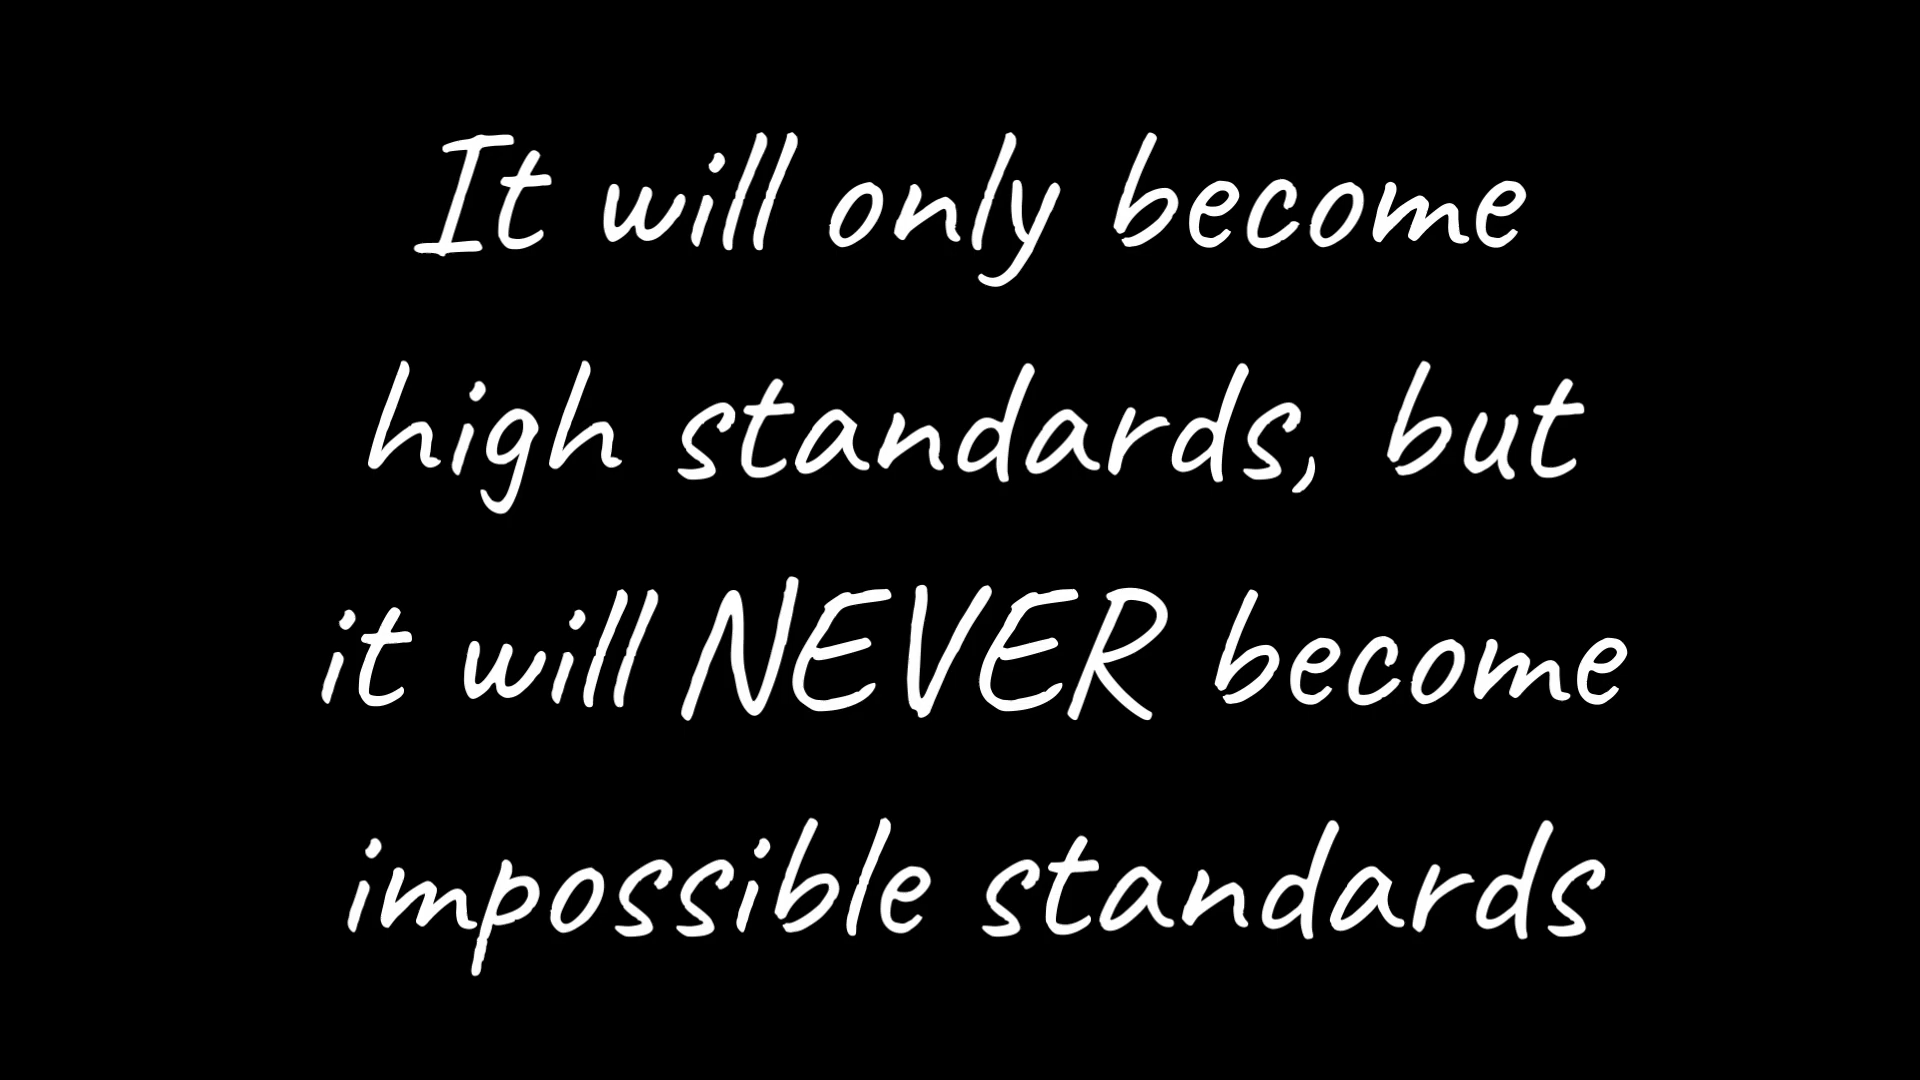 It will only become
high standards, but
it will NEVER become
impossible standards